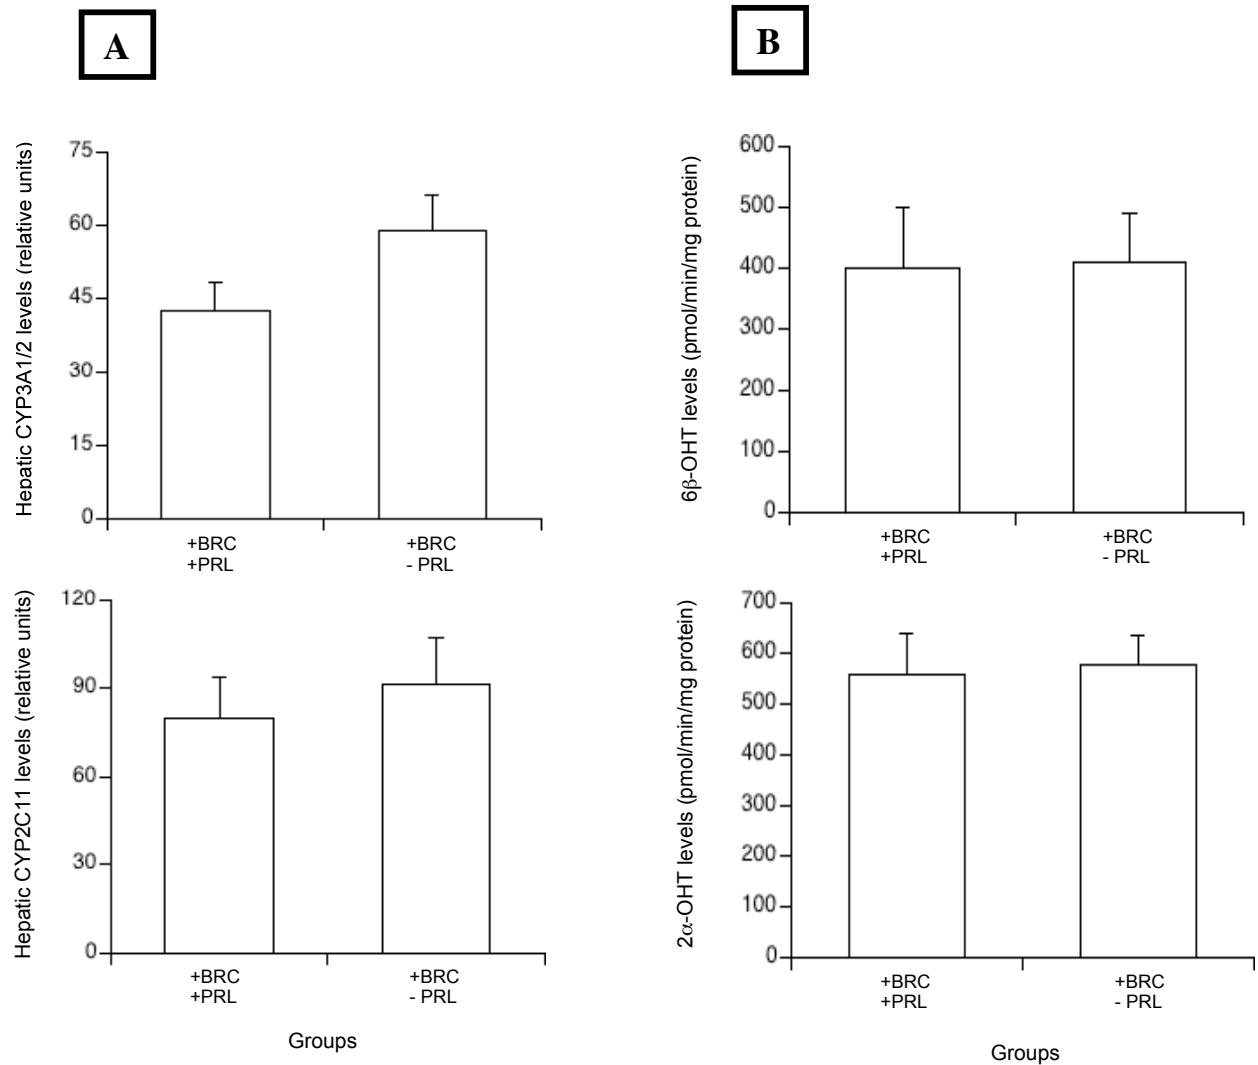 A
B
Hepatic CYP3A1/2 levels (relative units)
75
60
45
30
15
0
+BRC
+PRL
+BRC
- PRL
6β-OHT levels (pmol/min/mg protein)
600
500
400
300
200
100
0
+BRC
+PRL
+BRC
- PRL
Hepatic CYP2C11 levels (relative units)
120
90
60
30
0
+BRC
+PRL
+BRC
- PRL
Groups
2α-OHT levels (pmol/min/mg protein)
700
600
500
400
300
200
100
0
+BRC
+PRL
+BRC
- PRL
Groups